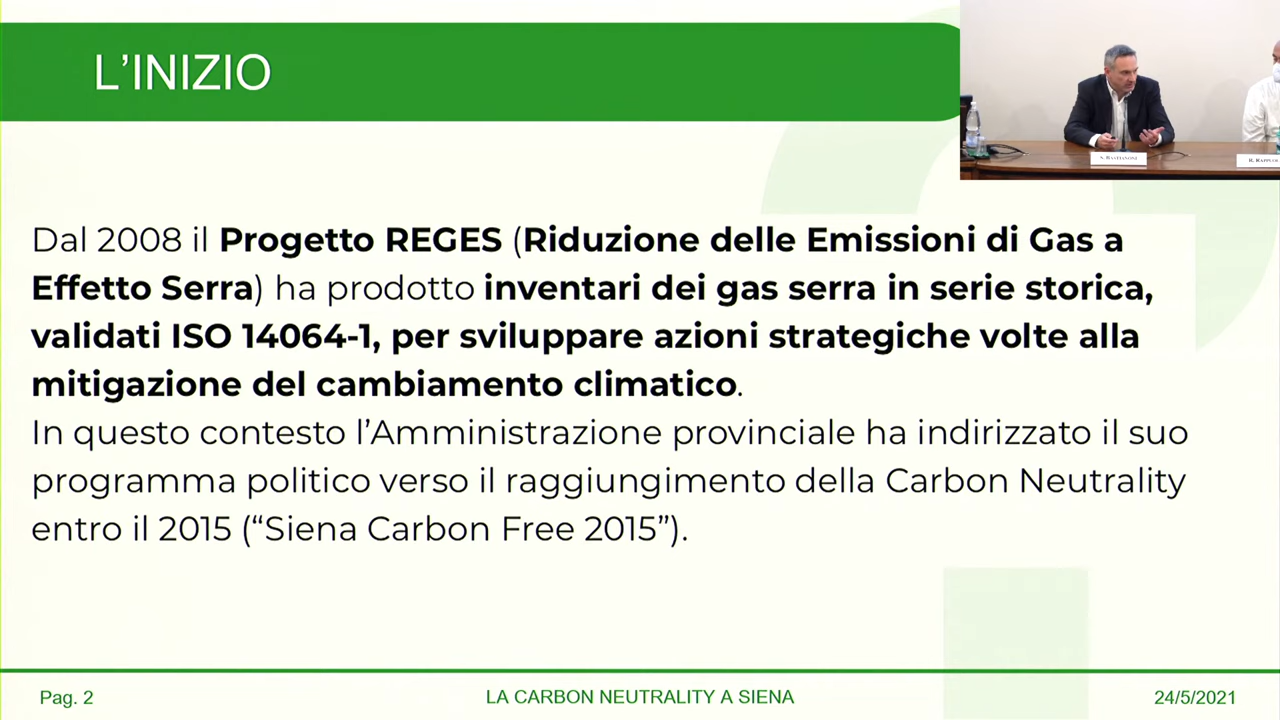 L'INIZIO
S. BASTIANONI
Dal 2008 il Progetto REGES (Riduzione delle Emissioni di Gas a
Effetto Serra) ha prodotto inventari dei gas serra in serie storica,
validati ISO 14064-1, per sviluppare azioni strategiche volte alla
mitigazione del cambiamento climatico.
In questo contesto l'Amministrazione provinciale ha indirizzato il suo
programma politico verso il raggiungimento della Carbon Neutrality
entro il 2015 (“Siena Carbon Free 2015”).
Pag. 2
LA CARBON NEUTRALITY A SIENA
24/5/2021